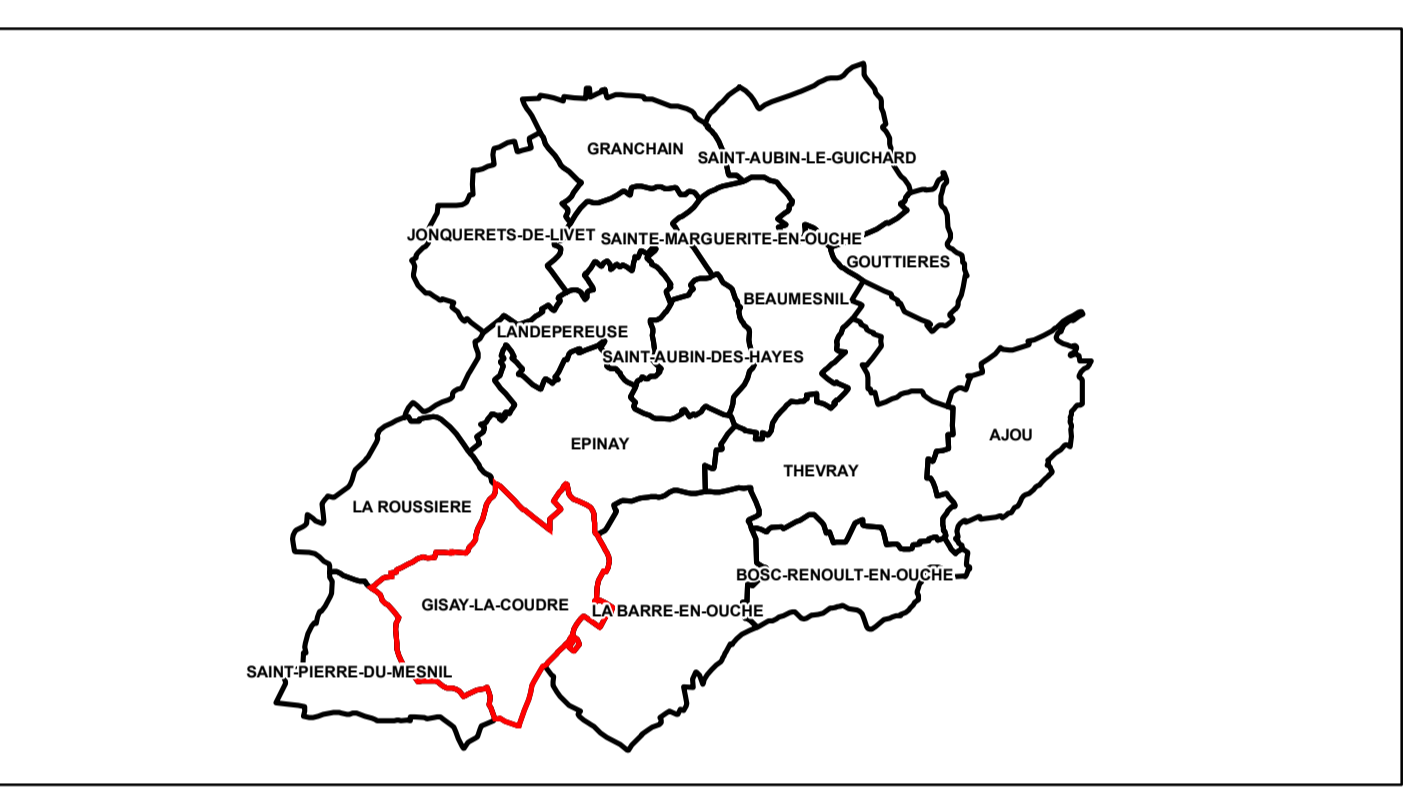 GRANCHAIN
SAINT-AUBIN-LE-GUICHARD
JONQUERETS-DE-LIVET
SAINTE-MARGUERITE-EN-OUCHE
GOUTTIERES
BEAUMESNIL
LANDEPEREUSE
SAINT-AUBIN-DES-HAYES
AJOU
EPINAY
THEVRAY
LA ROUSSIERE
BOSC-RENOULT-EN-OUCHE
GISAY-LA-COUDRE
LA BARRE-EN-OUCHE
SAINT-PIERRE-DU-MESNIL